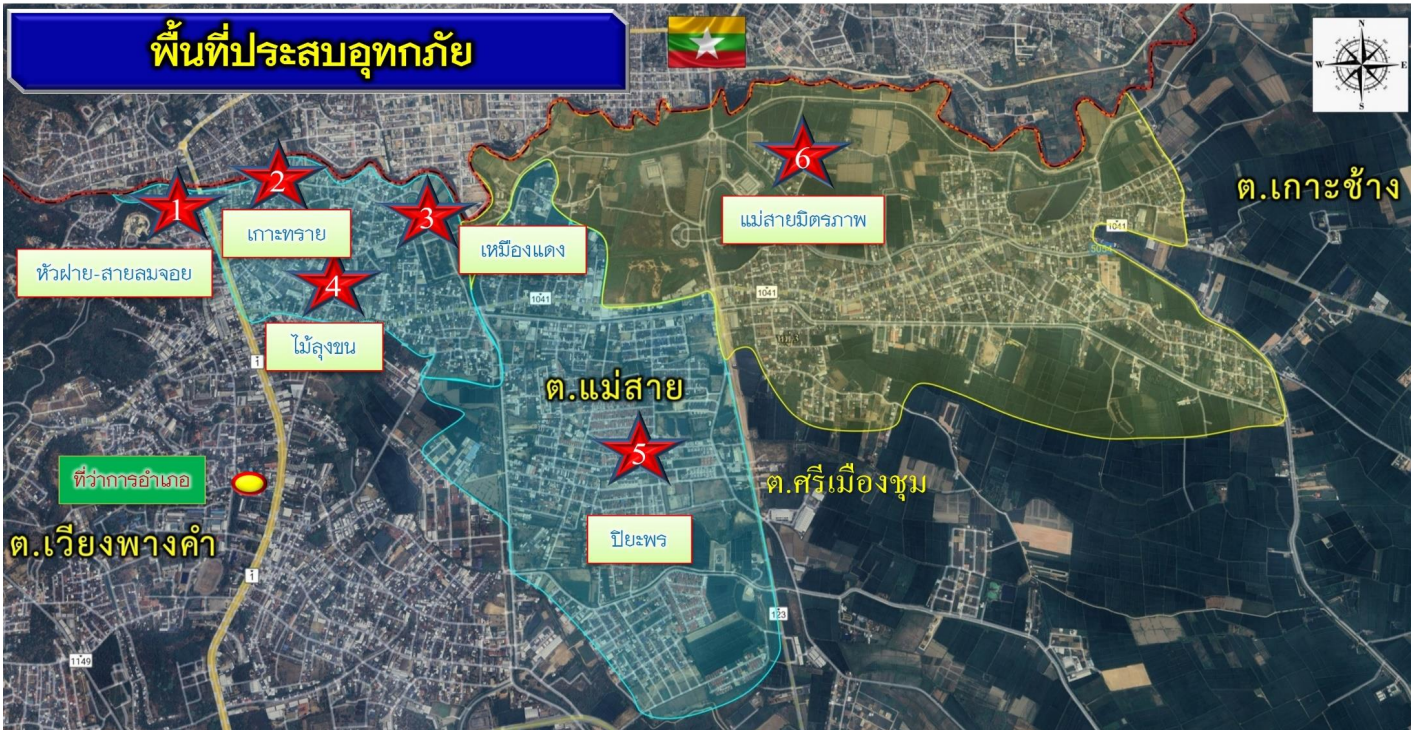 พื้นที่ประสบอุทกภัย
N
W
E
S
1
2
3
6
ต.เกาะช้าง
เกาะทราย
แม่สายมิตรภาพ
1041
เหมืองแดง
หัวฝาย-สายลมจอย
4
1041
1041
ไม้ลุงขน
1
ต.แม่สาย
5
ที่ว่าการอำเภอ
ต.ศรีเมืองชุม
ต.เวียงพางคำ
ปิยะพร
1
123
1149